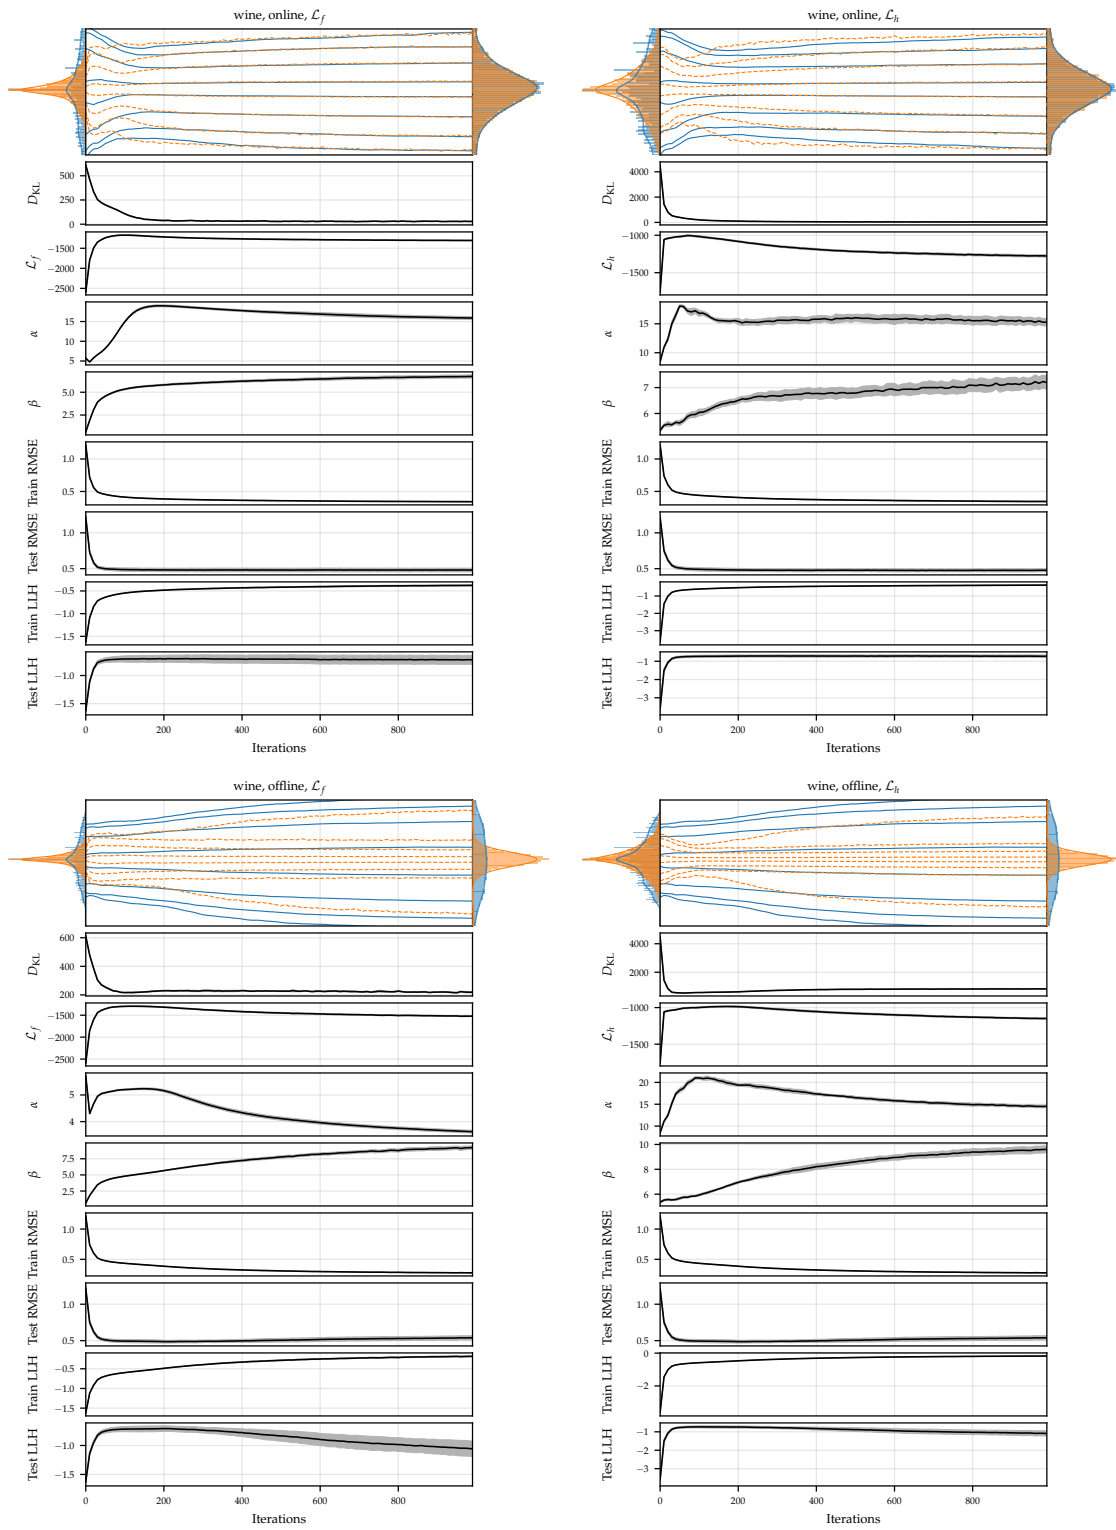 wine, online, ℒ_f
D_KL
500
250
0
ℒ_f
−1500
−2000
−2500
α
15
10
5
β
5.0
2.5
Train RMSE
1.0
0.5
Test RMSE
1.0
0.5
Train LLH
−0.5
−1.0
−1.5
Test LLH
−1.0
−1.5
0 200 400 600 800
Iterations
wine, online, ℒ_h
D_KL
4000
2000
0
ℒ_h
−1000
−1500
α
15
10
β
7
6
Train RMSE
1.0
0.5
Test RMSE
1.0
0.5
Train LLH
−1
−2
−3
Test LLH
−1
−2
−3
0 200 400 600 800
Iterations
wine, offline, ℒ_f
D_KL
600
400
200
ℒ_f
−1500
−2000
−2500
α
5
4
β
7.5
5.0
2.5
Train RMSE
1.0
0.5
Test RMSE
1.0
0.5
Train LLH
−0.5
−1.0
−1.5
Test LLH
−1.0
−1.5
0 200 400 600 800
Iterations
wine, offline, ℒ_h
D_KL
4000
2000
ℒ_h
−1000
−1500
α
20
15
10
β
10
8
6
Train RMSE
1.0
0.5
Test RMSE
1.0
0.5
Train LLH
0
−2
Test LLH
−1
−2
−3
0 200 400 600 800
Iterations